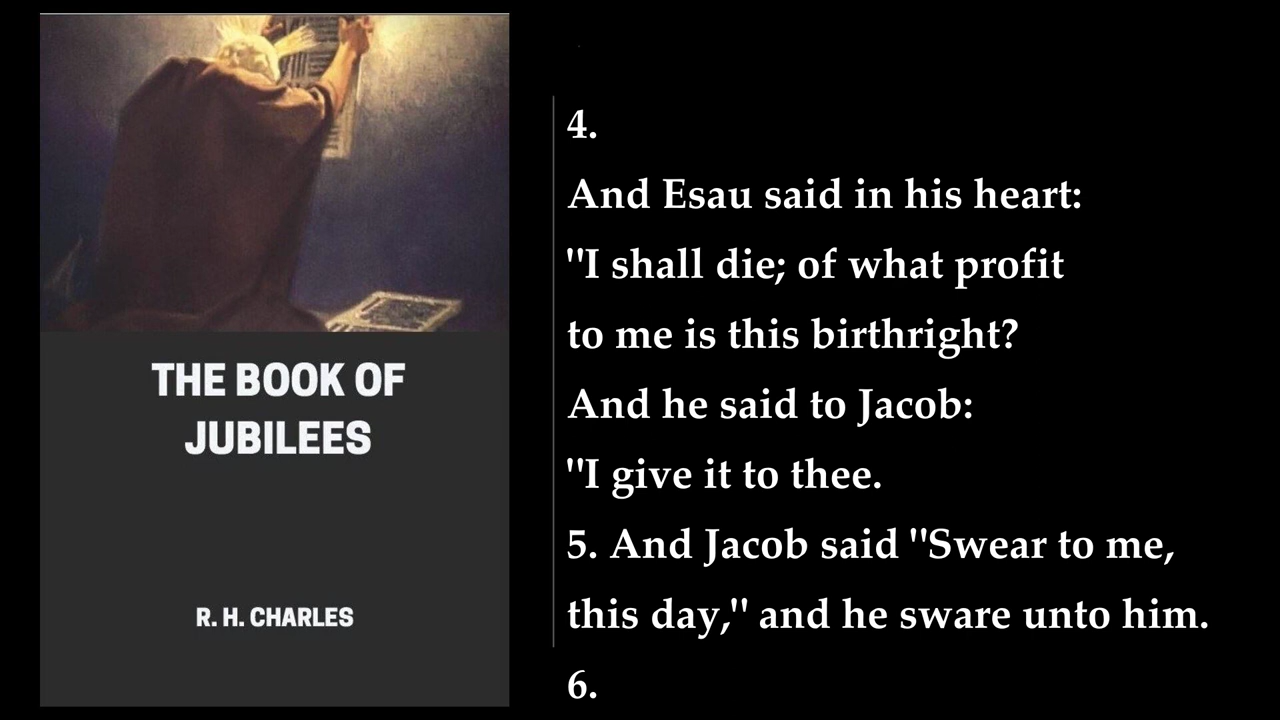 THE BOOK OF
JUBILEES
R. H. CHARLES
4.
And Esau said in his heart:
"I shall die; of what profit
to me is this birthright?
And he said to Jacob:
"I give it to thee.
5. And Jacob said "Swear to me,
this day," and he sware unto him.
6.